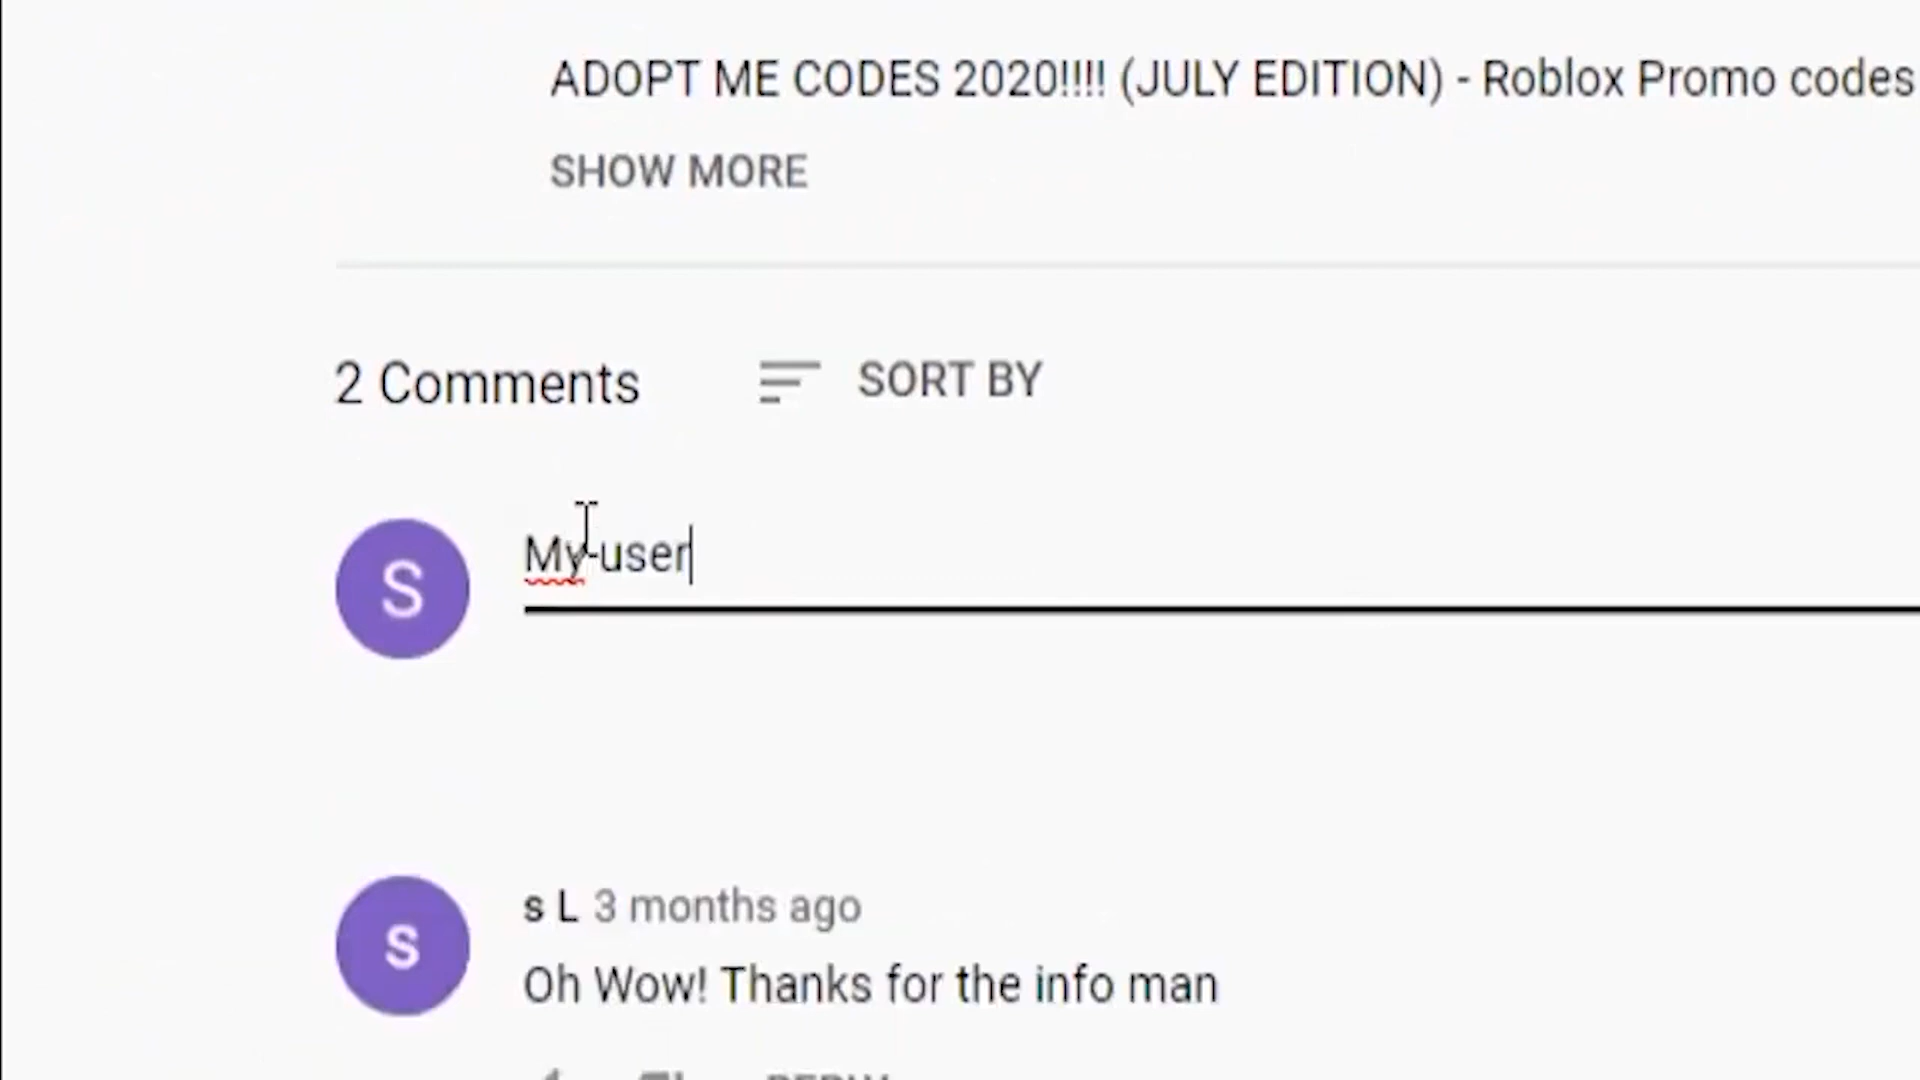 ADOPT ME CODES 2020!!!! (JULY EDITION) - Roblox Promo codes
SHOW MORE
2 Comments
SORT BY
S
My user
s
s L 3 months ago
Oh Wow! Thanks for the info man
REPLY